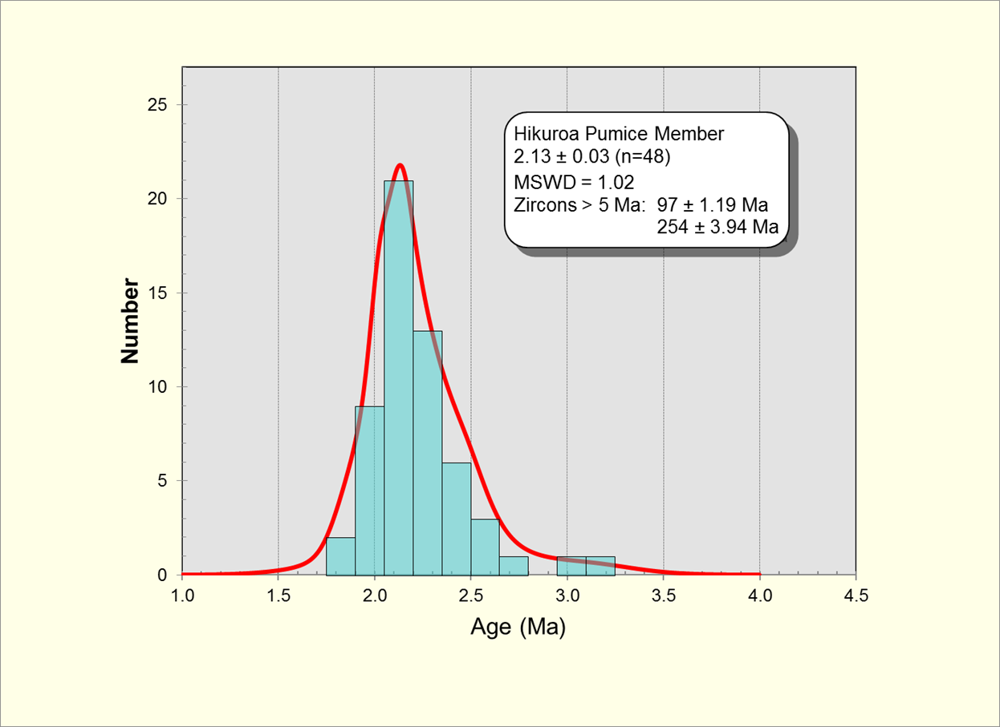 25
20
15
10
5
0
Number
1.0 1.5 2.0 2.5 3.0 3.5 4.0 4.5
Age (Ma)
Hikuroa Pumice Member
2.13 ± 0.03 (n=48)
MSWD = 1.02
Zircons > 5 Ma: 97 ± 1.19 Ma
254 ± 3.94 Ma